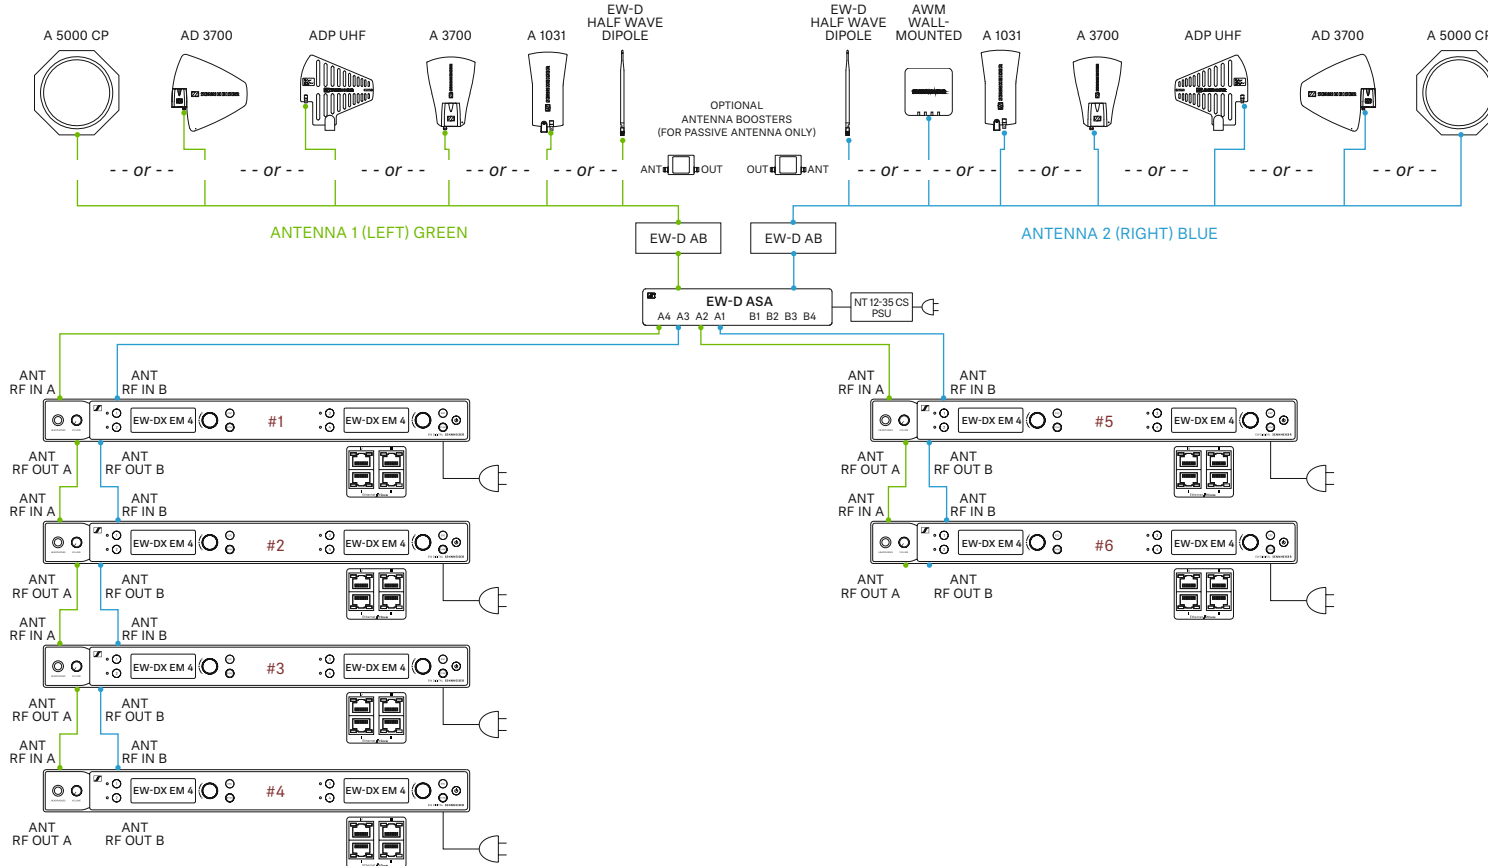 EW-D
HALF WAVE
DIPOLE
EW-D
HALF WAVE
DIPOLE
AWM
WALL-
MOUNTED
A 5000 CP
AD 3700
ADP UHF
A 3700
A 1031
A 1031
A 3700
ADP UHF
AD 3700
A 5000 CP
OPTIONAL
ANTENNA BOOSTERS
(FOR PASSIVE ANTENNA ONLY)
- - or - -
- - or - -
- - or - -
- - or - -
- - or - -
ANT
OUT
OUT
ANT
- - or - -
- - or - -
- - or - -
- - or - -
- - or - -
- - or - -
ANTENNA 1 (LEFT) GREEN
EW-D AB
EW-D AB
ANTENNA 2 (RIGHT) BLUE
EW-D ASA
A4 A3 A2 A1 B1 B2 B3 B4
NT 12-35 CS
PSU
ANT
RF IN A
ANT
RF IN B
EW-DX EM 4
#1
EW-DX EM 4
ANT
RF OUT A
ANT
RF OUT B
ANT
RF IN A
ANT
RF IN B
EW-DX EM 4
#2
EW-DX EM 4
ANT
RF OUT A
ANT
RF OUT B
ANT
RF IN A
ANT
RF IN B
EW-DX EM 4
#3
EW-DX EM 4
ANT
RF OUT A
ANT
RF OUT B
ANT
RF IN A
ANT
RF IN B
EW-DX EM 4
#4
EW-DX EM 4
ANT
RF OUT A
ANT
RF OUT B
ANT
RF IN A
ANT
RF IN B
EW-DX EM 4
#5
EW-DX EM 4
ANT
RF OUT A
ANT
RF OUT B
ANT
RF IN A
ANT
RF IN B
EW-DX EM 4
#6
EW-DX EM 4
ANT
RF OUT A
ANT
RF OUT B